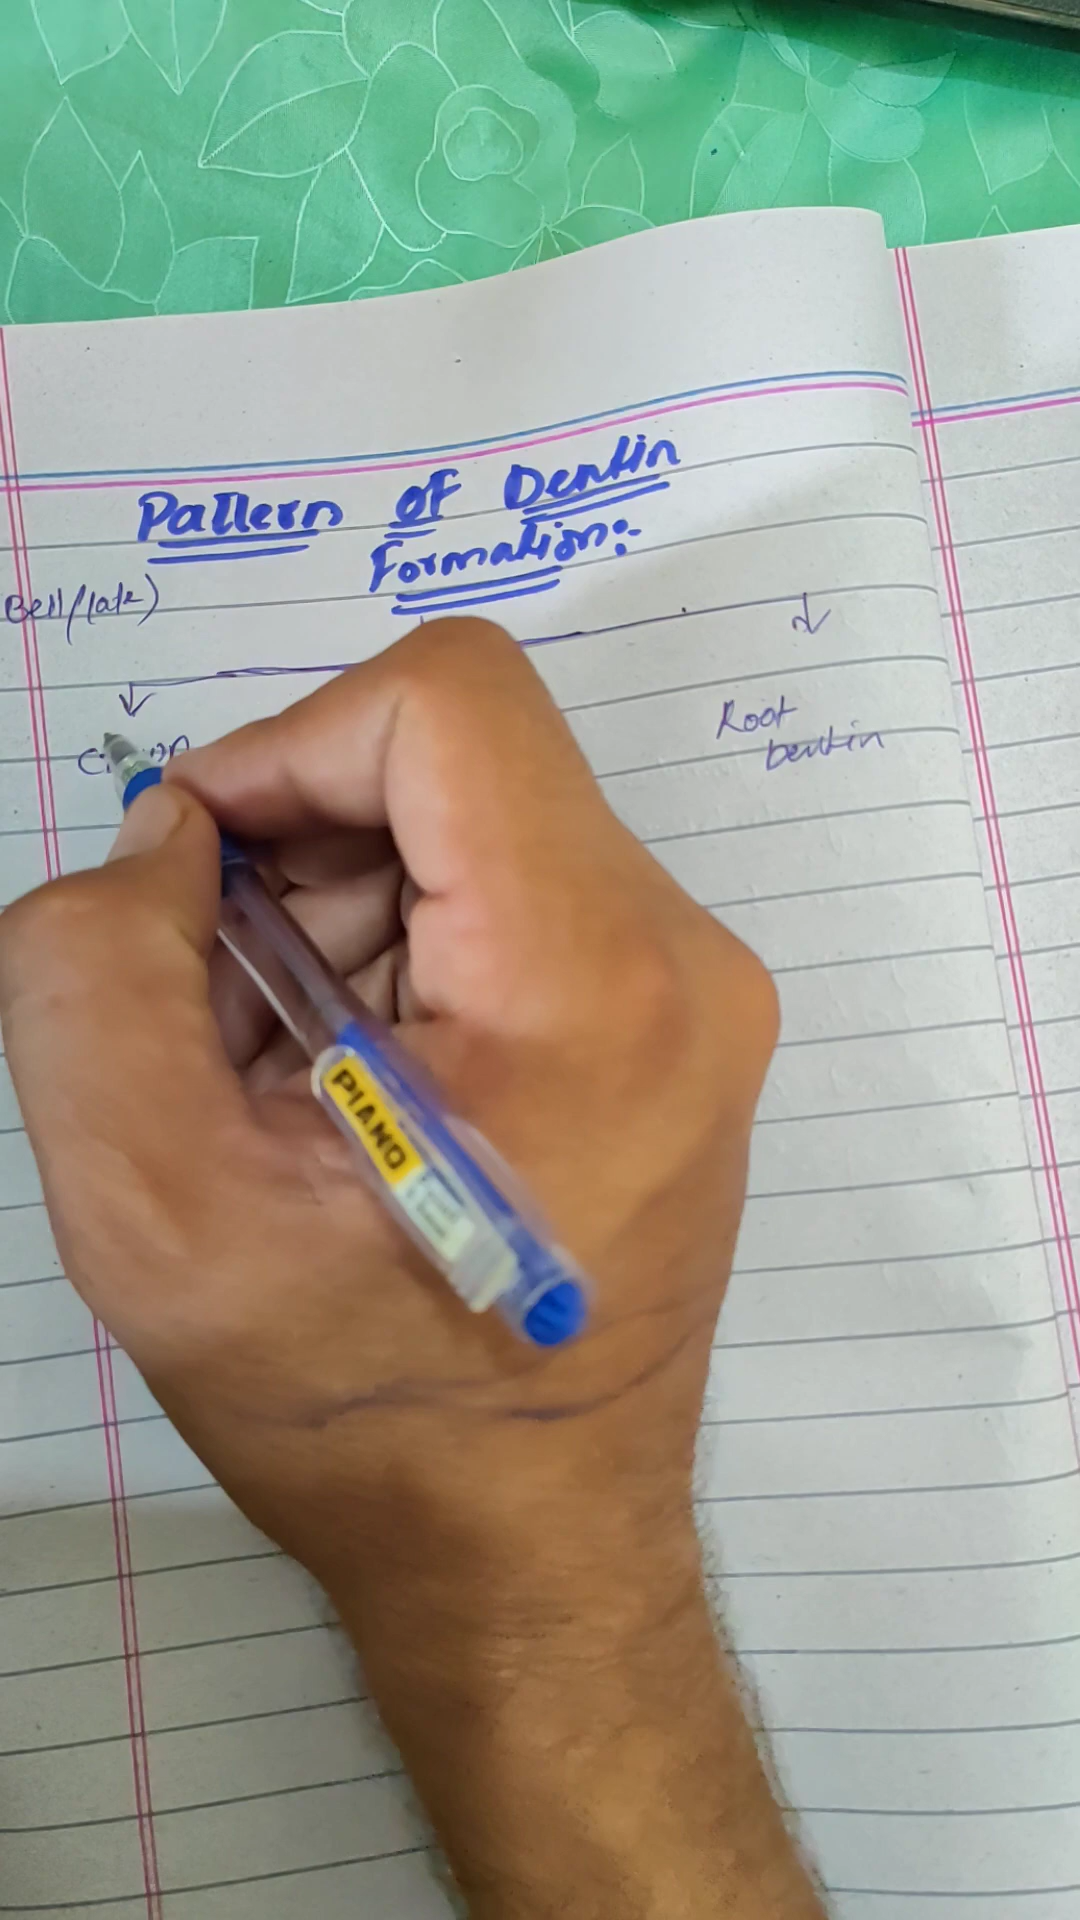 Pattern of Dentin
Formation:-
Bell/late)
Root
Dentin
PIANO